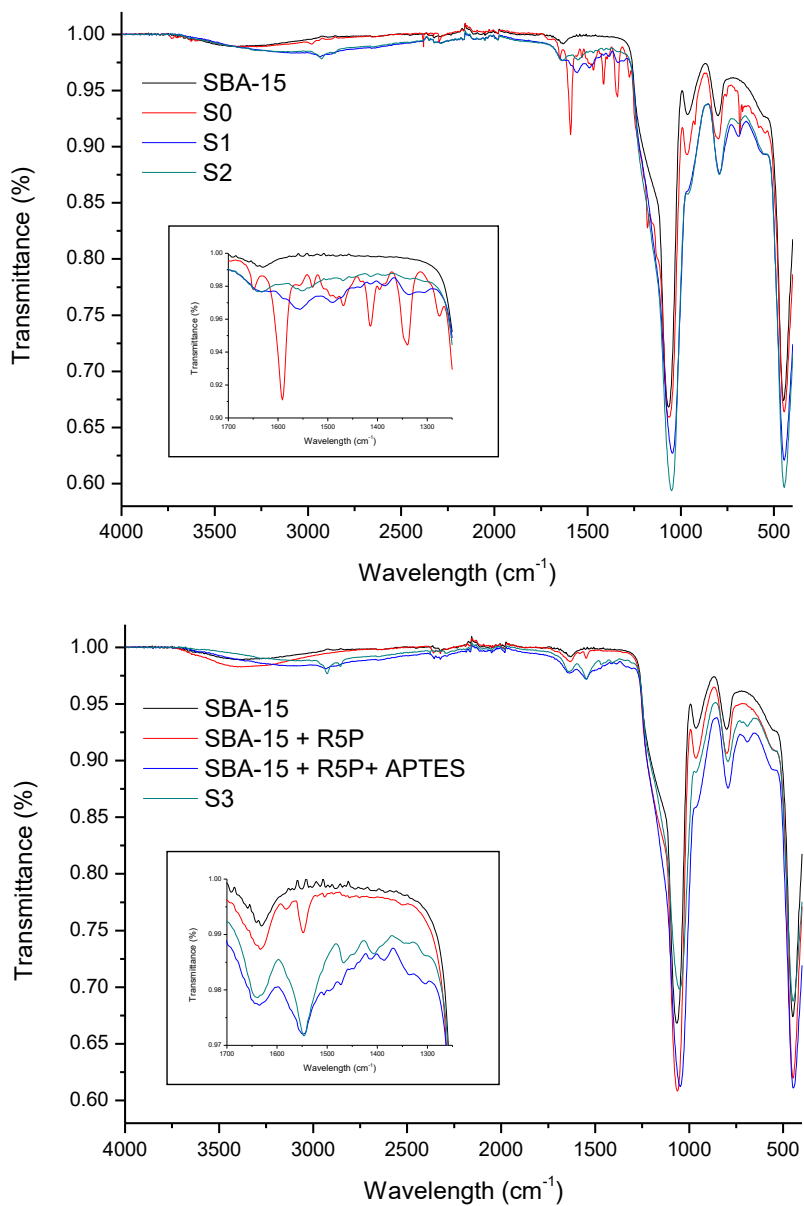 1.00
0.95
0.90
0.85
0.80
0.75
0.70
0.65
0.60
Transmittance (%)
SBA-15
S0
S1
S2
1.00
0.98
0.96
0.94
0.92
0.90
Transmittance (%)
1700 1600 1500 1400 1300
Wavelength (cm-1)
4000 3500 3000 2500 2000 1500 1000 500
Wavelength (cm-1)
1.00
0.95
0.90
0.85
0.80
0.75
0.70
0.65
0.60
Transmittance (%)
SBA-15
SBA-15 + R5P
SBA-15 + R5P+ APTES
S3
1.00
0.99
0.98
0.97
Transmittance (%)
1700 1600 1500 1400 1300
Wavelength (cm-1)
4000 3500 3000 2500 2000 1500 1000 500
Wavelength (cm-1)